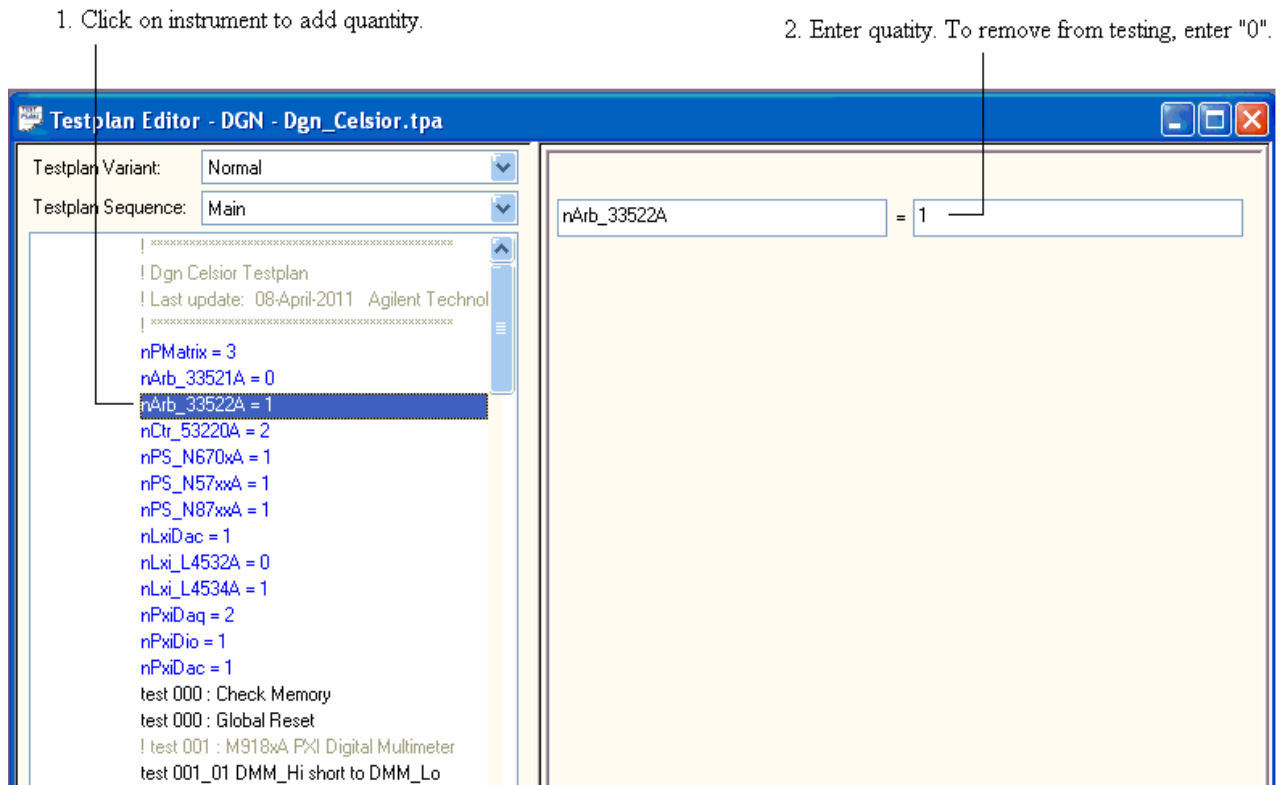 1. Click on instrument to add quantity.
2. Enter quatity. To remove from testing, enter "0".
Testplan Editor - DGN - Dgn_Celsior.tpa
Testplan Variant: Normal
Testplan Sequence: Main
! **********************************************
! Dgn Celsior Testplan
! Last update: 08-April-2011 Agilent Technol
! **********************************************
nPMatrix = 3
nArb_33521A = 0
nArb_33522A = 1
nCtr_53220A = 2
nPS_N670xA = 1
nPS_N57xxA = 1
nPS_N87xxA = 1
nLxiDac = 1
nLxi_L4532A = 0
nLxi_L4534A = 1
nPxiDaq = 2
nPxiDio = 1
nPxiDac = 1
test 000 : Check Memory
test 000 : Global Reset
! test 001 : M918xA PXI Digital Multimeter
test 001_01 DMM_Hi short to DMM_Lo
nArb_33522A = 1